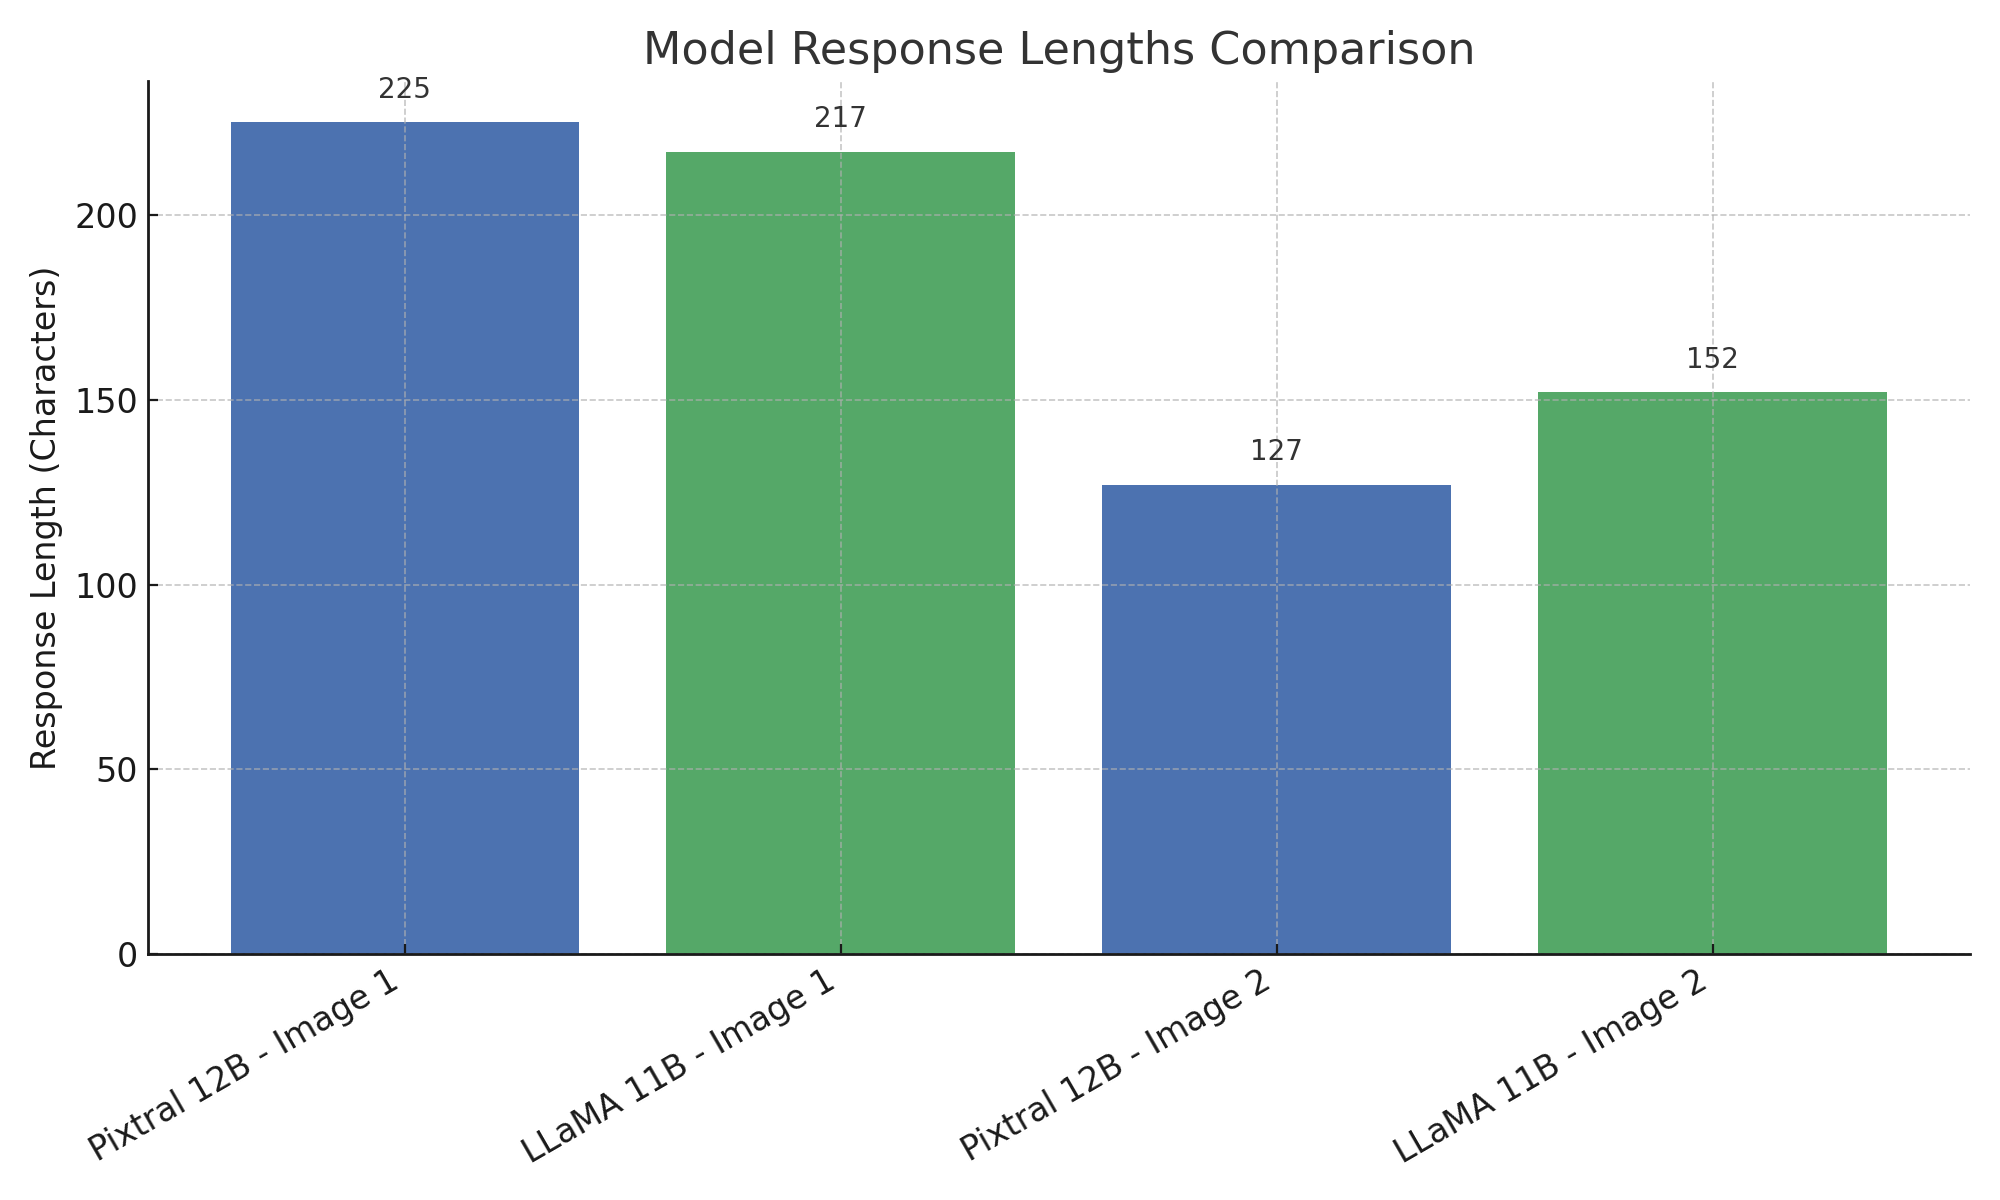 Model Response Lengths Comparison
225
217
127
152
200
150
100
50
0
Response Length (Characters)
Pixtral 12B - Image 1
LLaMA 11B - Image 1
Pixtral 12B - Image 2
LLaMA 11B - Image 2